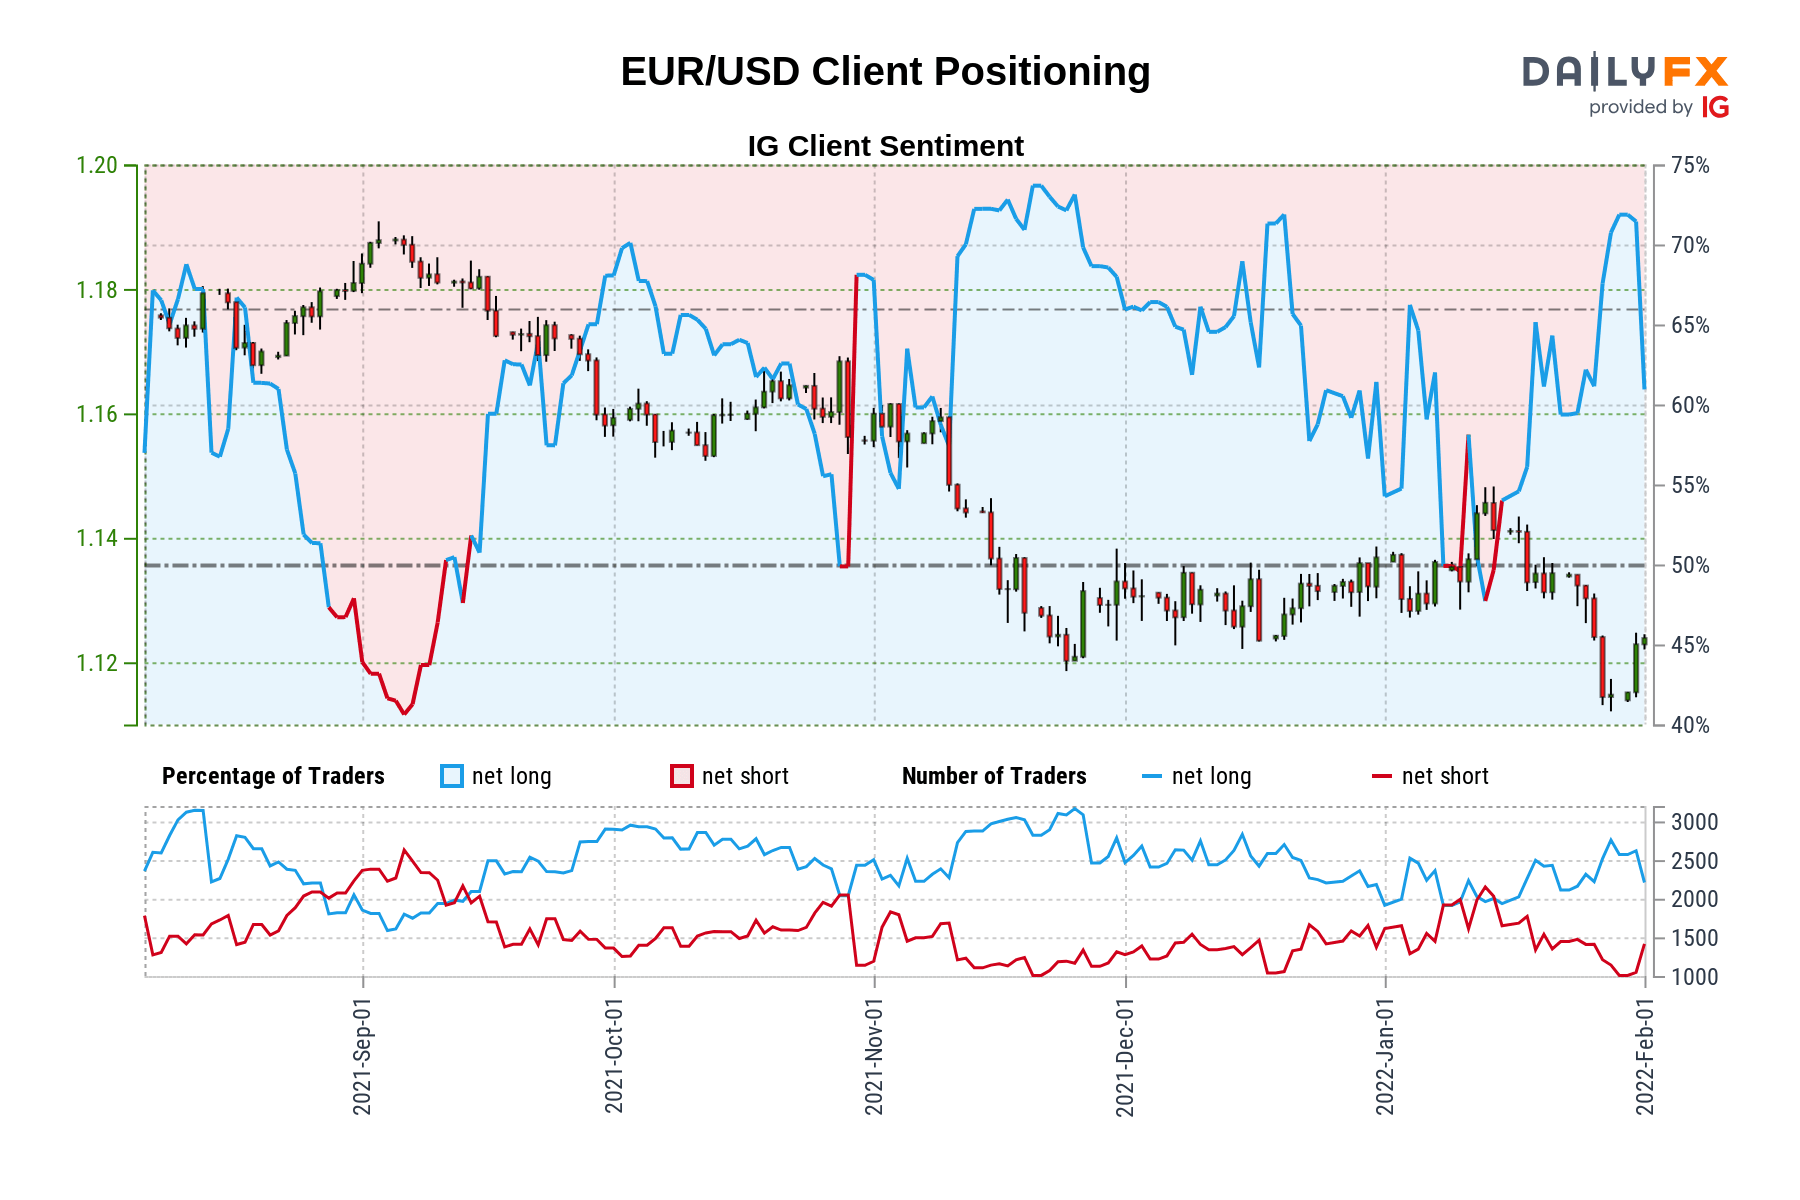 EUR/USD Client Positioning
DAILYFX
provided by IG
IG Client Sentiment
1.20
1.18
1.16
1.14
1.12
75%
70%
65%
60%
55%
50%
45%
40%
Percentage of Traders net long net short Number of Traders net long net short
3000
2500
2000
1500
1000
2021-Sep-01
2021-Oct-01
2021-Nov-01
2021-Dec-01
2022-Jan-01
2022-Feb-01